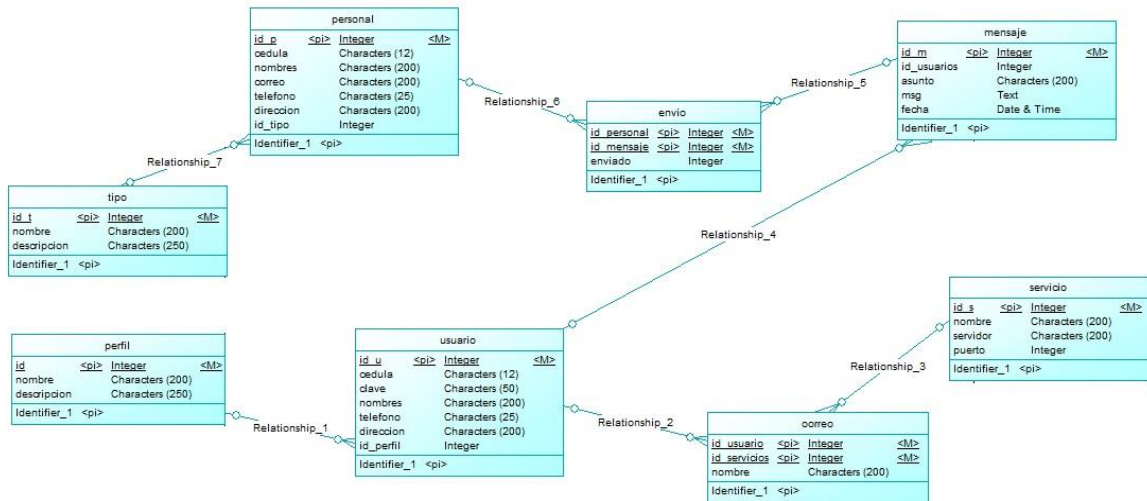 personal
id_p <pi> Integer <M>
cedula Characters (12)
nombres Characters (200)
correo Characters (200)
telefono Characters (25)
direccion Characters (200)
id_tipo Integer
Identifier_1 <pi>
mensaje
id_m <pi> Integer <M>
id_usuarios Integer
asunto Characters (200)
msg Text
fecha Date & Time
Identifier_1 <pi>
Relationship_6
Relationship_5
envio
id_personal <pi> Integer <M>
id_mensaje <pi> Integer <M>
enviado Integer
Identifier_1 <pi>
Relationship_7
tipo
id_t <pi> Integer <M>
nombre Characters (200)
descripcion Characters (250)
Identifier_1 <pi>
Relationship_4
servicio
id_s <pi> Integer <M>
nombre Characters (200)
servidor Characters (200)
puerto Integer
Identifier_1 <pi>
perfil
id <pi> Integer <M>
nombre Characters (200)
descripcion Characters (250)
Identifier_1 <pi>
usuario
id_u <pi> Integer <M>
cedula Characters (12)
clave Characters (50)
nombres Characters (200)
telefono Characters (25)
direccion Characters (200)
id_perfil Integer
Identifier_1 <pi>
Relationship_3
Relationship_1
Relationship_2
correo
id_usuario <pi> Integer <M>
id_servicios <pi> Integer <M>
nombre Characters (200)
Identifier_1 <pi>